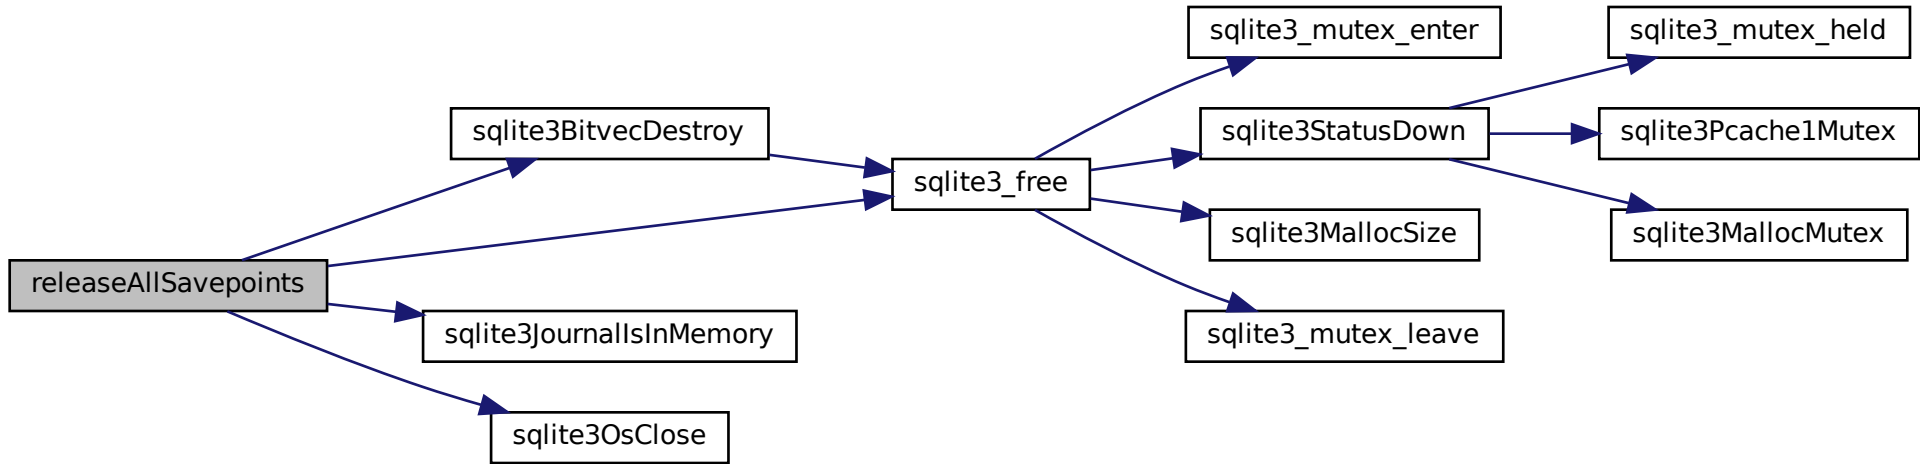 sqlite3_mutex_enter
sqlite3_mutex_held
sqlite3BitvecDestroy
sqlite3StatusDown
sqlite3Pcache1Mutex
sqlite3_free
sqlite3MallocSize
sqlite3MallocMutex
releaseAllSavepoints
sqlite3JournalIsInMemory
sqlite3_mutex_leave
sqlite3OsClose